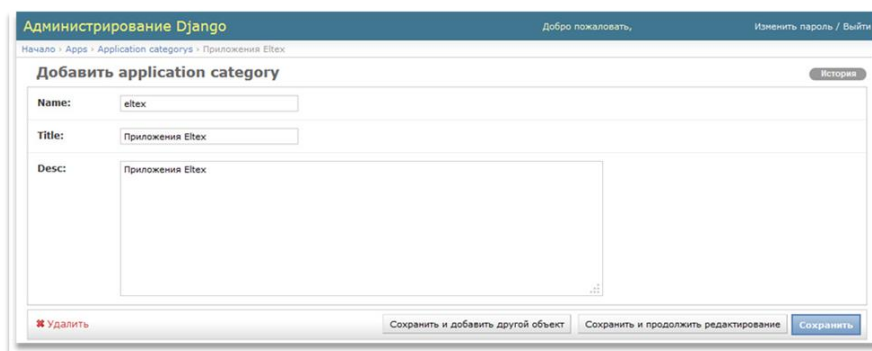 Администрирование Django Добро пожаловать, Изменить пароль / Выйти
Начало › Apps › Application categorys › Приложения Eltex
Добавить application category История
Name: eltex
Title: Приложения Eltex
Desc: Приложения Eltex
Удалить Сохранить и добавить другой объект Сохранить и продолжить редактирование Сохранить